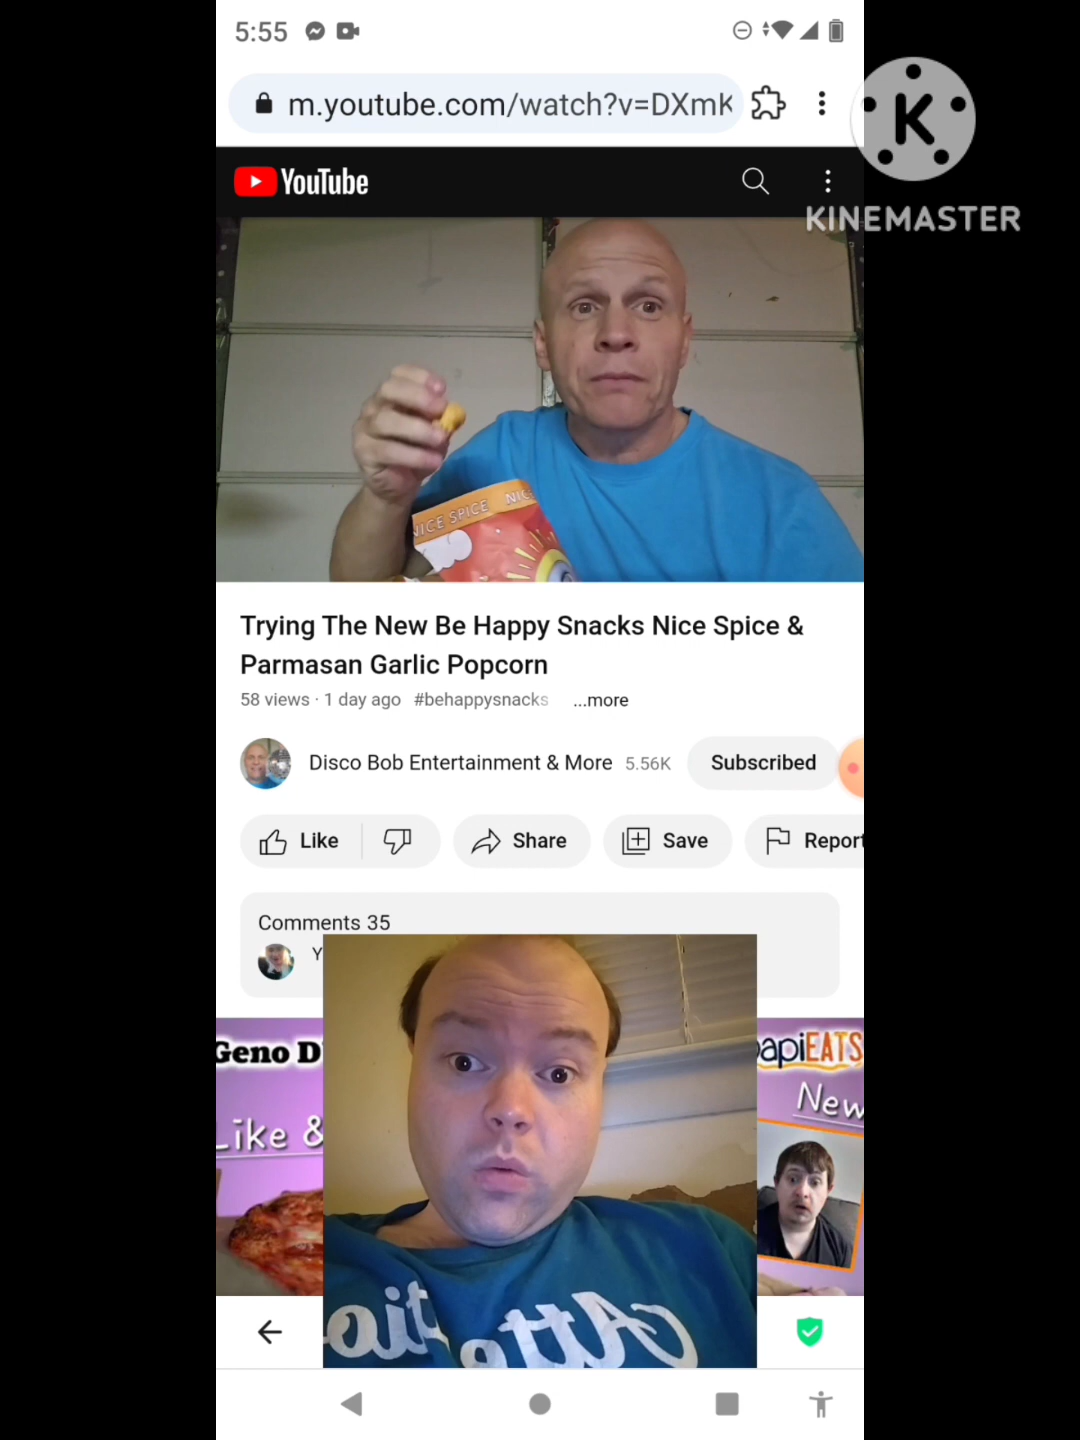 5:55
m.youtube.com/watch?v=DXmK
K
KINEMASTER
YouTube
NICE SPICE NICE
Trying The New Be Happy Snacks Nice Spice &
Parmasan Garlic Popcorn
58 views · 1 day ago #behappysnacks ...more
Disco Bob Entertainment & More 5.56K Subscribed
Like Share Save Report
Comments 35
Y
Geno D
apiEATS
Like &
New